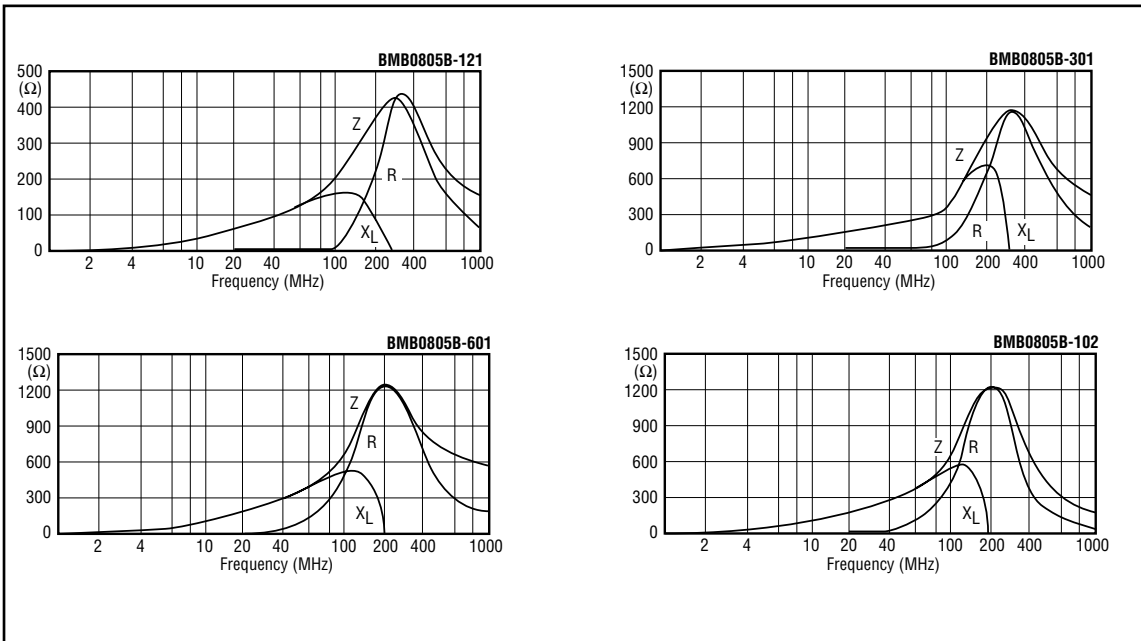 BMB0805B-121
500
(Ω)
400
300
200
100
0
Z
R
XL
2 4 10 20 40 100 200 400 1000
Frequency (MHz)
BMB0805B-301
1500
(Ω)
1200
900
600
300
0
Z
R
XL
2 4 10 20 40 100 200 400 1000
Frequency (MHz)
BMB0805B-601
1500
(Ω)
1200
900
600
300
0
Z
R
XL
2 4 10 20 40 100 200 400 1000
Frequency (MHz)
BMB0805B-102
1500
(Ω)
1200
900
600
300
0
Z R
XL
2 4 10 20 40 100 200 400 1000
Frequency (MHz)